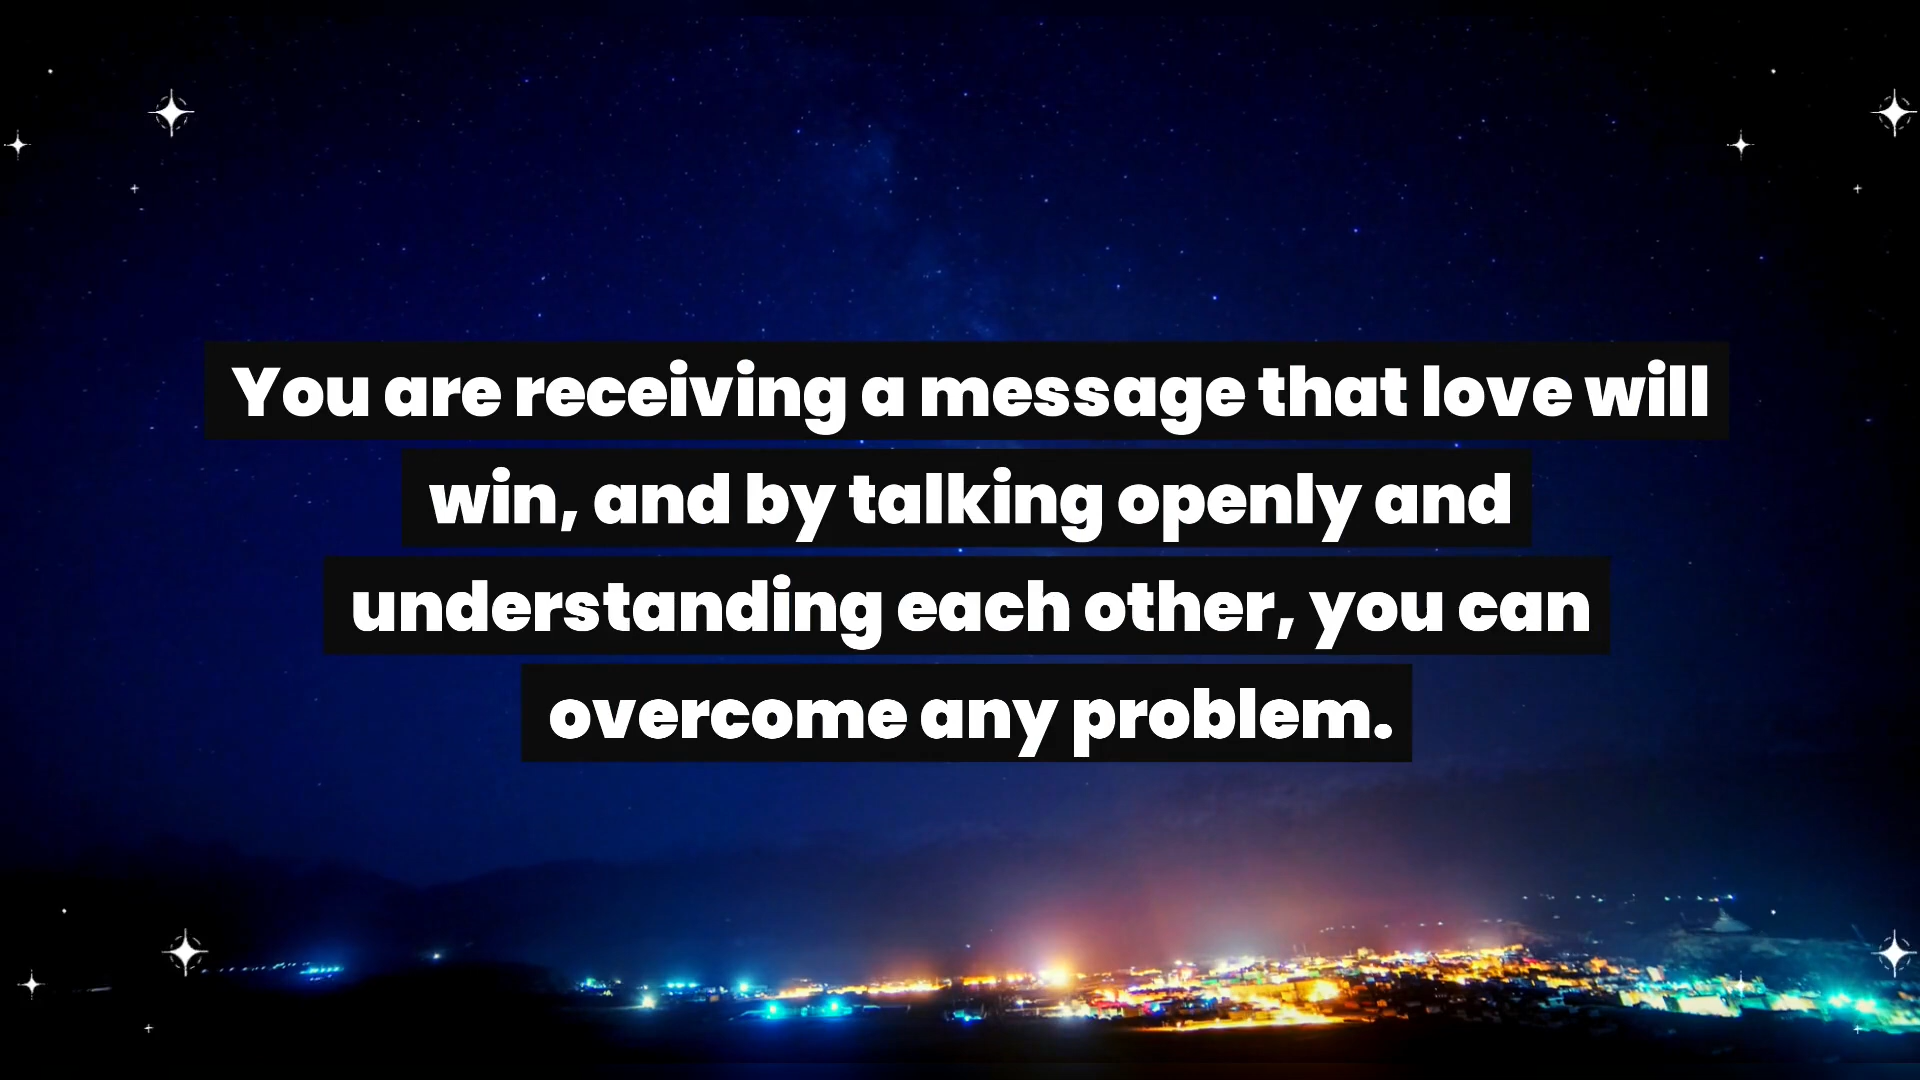 You are receiving a message that love will
win, and by talking openly and
understanding each other, you can
overcome any problem.